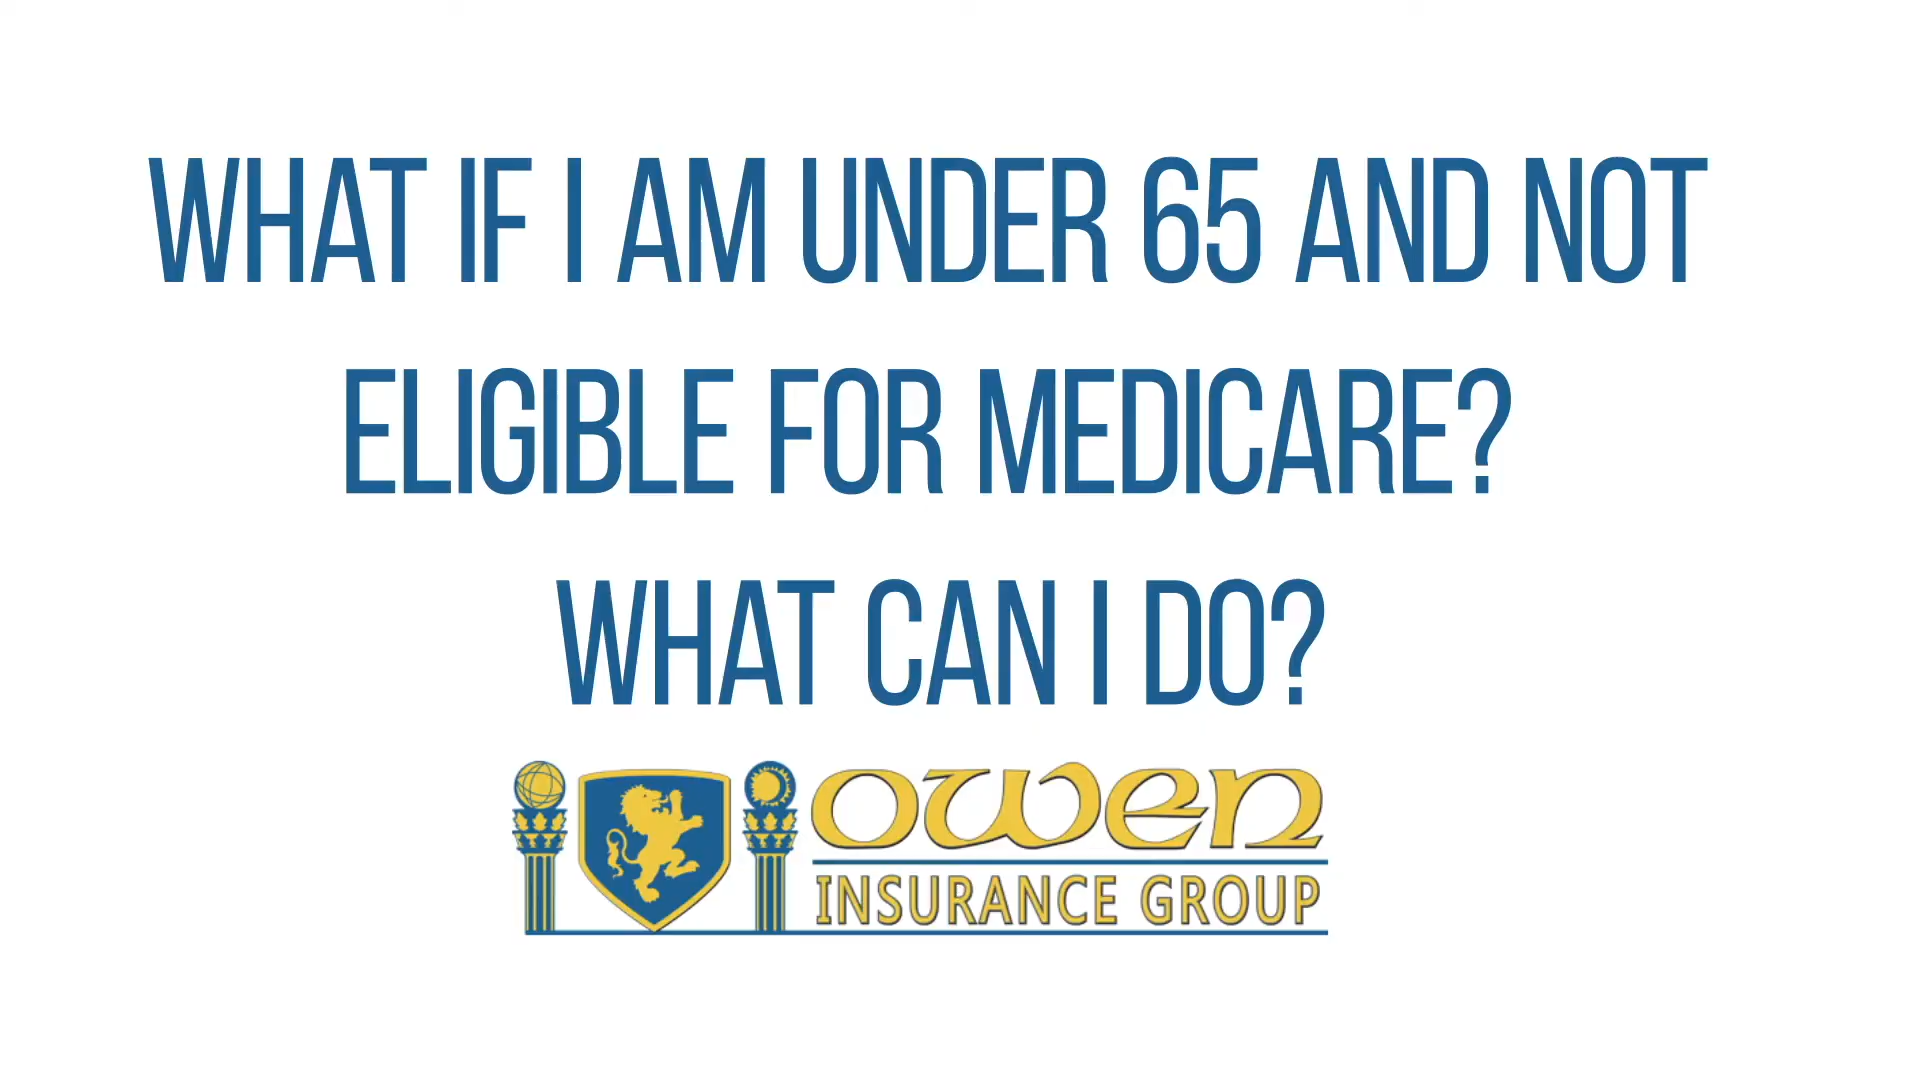 WHAT IF I AM UNDER 65 AND NOT
ELIGIBLE FOR MEDICARE?
WHAT CAN I DO?
OWEN
INSURANCE GROUP